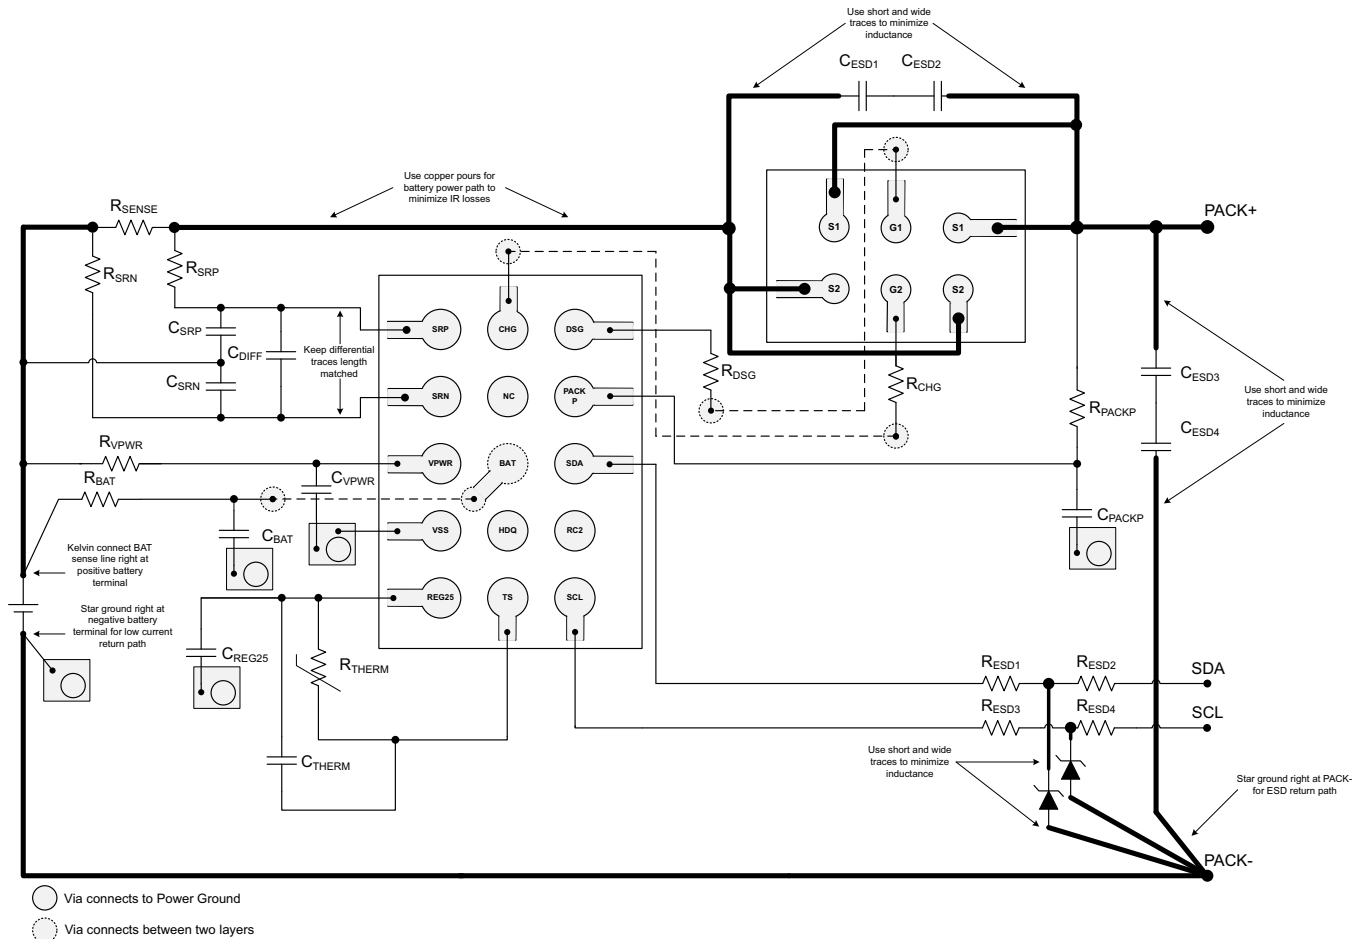 Use short and wide
traces to minimize
inductance
CESD1
CESD2
Use copper pours for
battery power path to
minimize IR losses
RSENSE
PACK+
S1
G1
S1
RSRN
RSRP
S2
G2
S2
SRP
CHG
DSG
CSRP
CDIFF
Keep differential
traces length
matched
CSRN
RDSG
RCHG
CESD3
Use short and wide
traces to minimize
inductance
CESD4
RPACKP
SRN
NC
PACK
P
RVPWR
VPWR
BAT
SDA
RBAT
CVPWR
CPACKP
CBAT
VSS
HDQ
RC2
Kelvin connect BAT
sense line right at
positive battery
terminal
REG25
TS
SCL
Star ground right at
negative battery
terminal for low current
return path
CREG25
RTHERM
RESD1
RESD2
SDA
RESD3
RESD4
SCL
CTHERM
Use short and wide
traces to minimize
inductance
Star ground right at PACK-
for ESD return path
PACK-
Via connects to Power Ground
Via connects between two layers